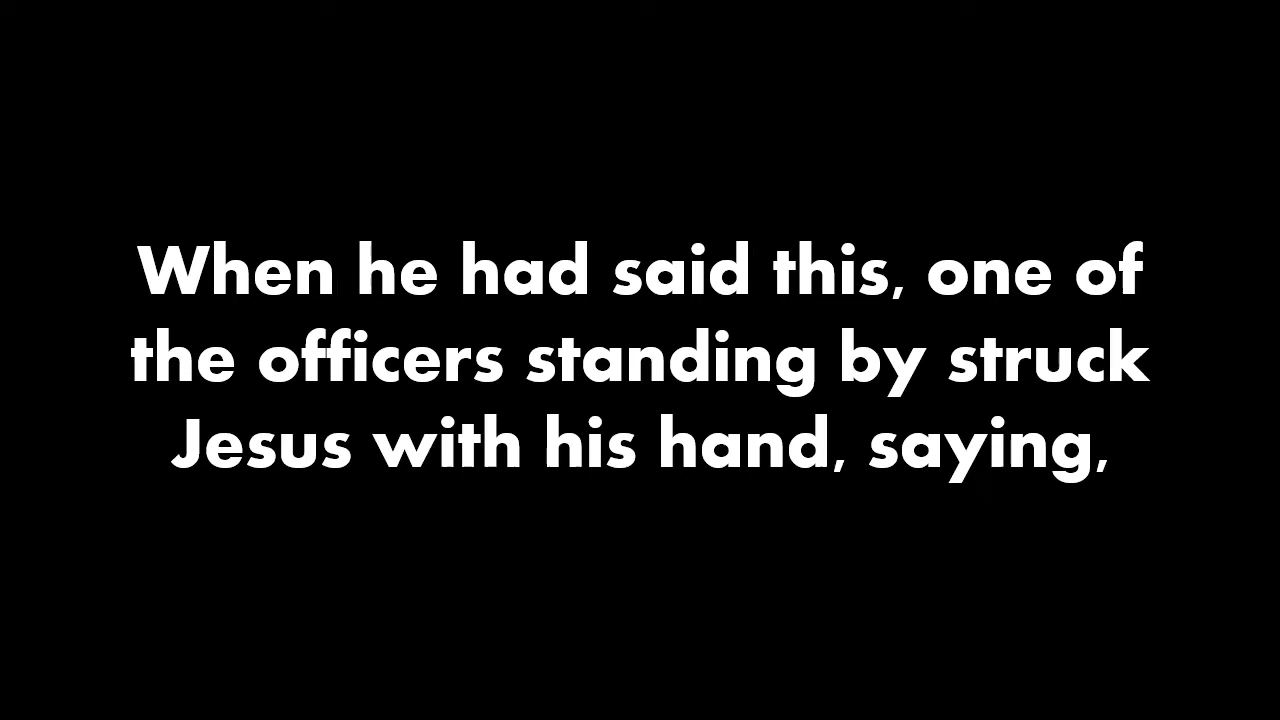 When he had said this, one of
the officers standing by struck
Jesus with his hand, saying,